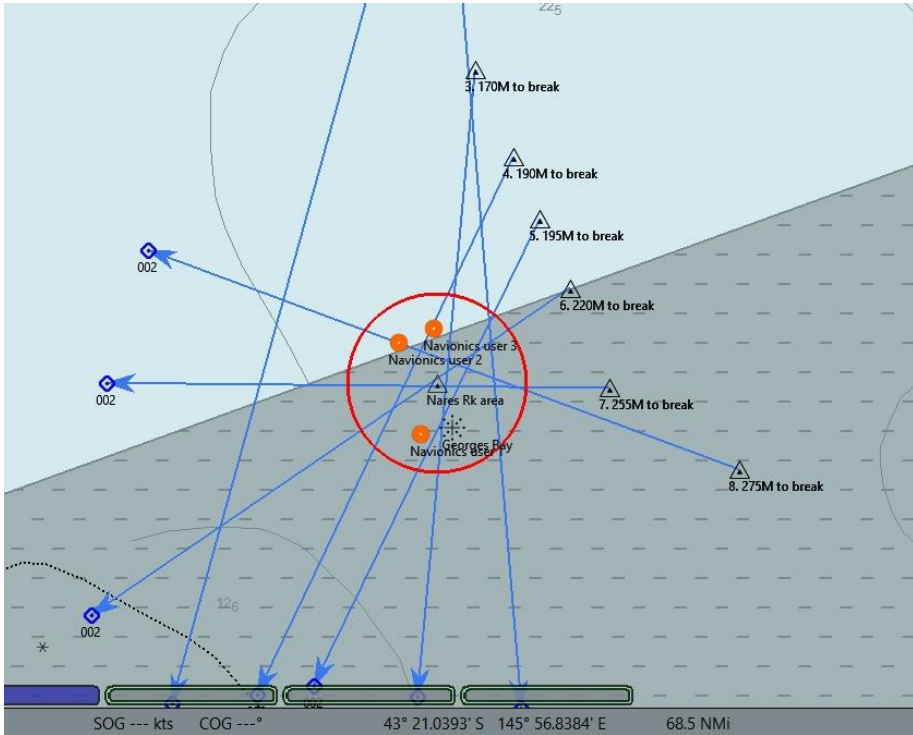 22₅
3. 170M to break
4. 190M to break
5. 195M to break
002
6. 220M to break
Navionics user 3
Navionics user 2
002
Nares Rk area
7. 255M to break
Georges Bay
Navionics user
8. 275M to break
12₆
002
002
SOG --- kts COG ---° 43° 21.0393' S 145° 56.8384' E 68.5 NMi